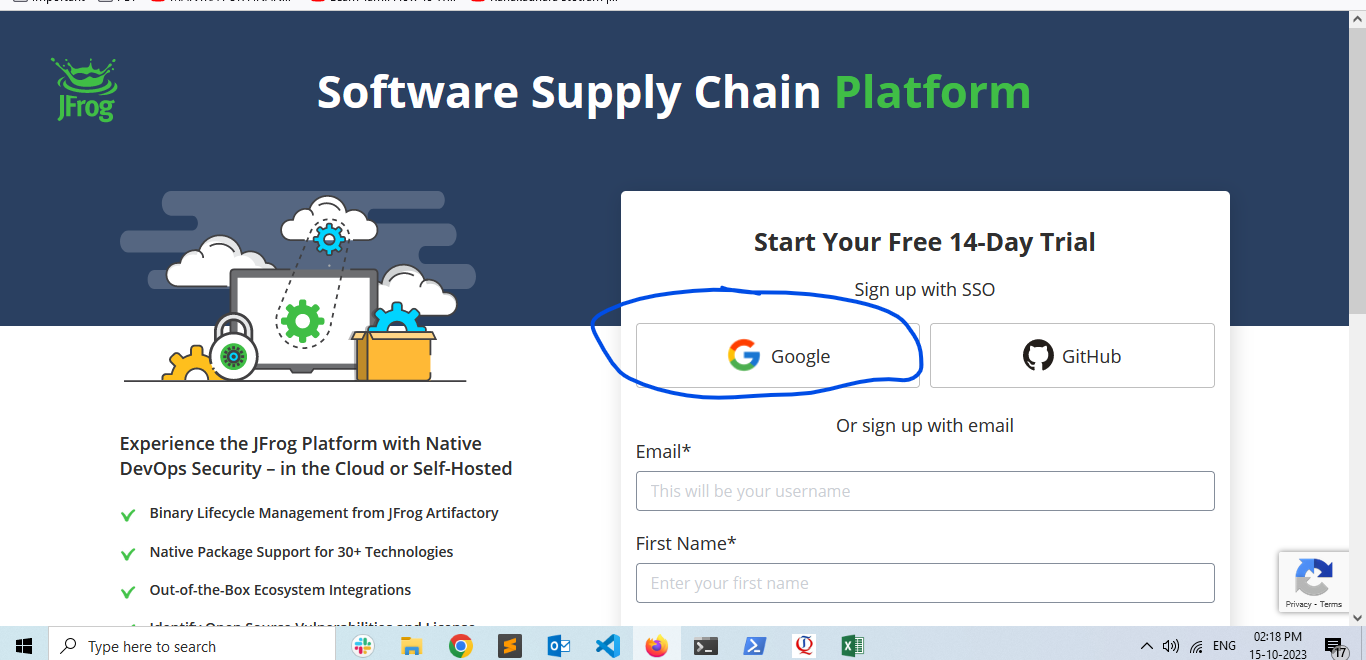 JFrog
Software Supply Chain Platform
Start Your Free 14-Day Trial
Sign up with SSO
Google
GitHub
Or sign up with email
Email*
This will be your username
First Name*
Enter your first name
Experience the JFrog Platform with Native
DevOps Security – in the Cloud or Self-Hosted
Binary Lifecycle Management from JFrog Artifactory
Native Package Support for 30+ Technologies
Out-of-the-Box Ecosystem Integrations
Privacy - Terms
Type here to search
ENG
02:18 PM
15-10-2023
17